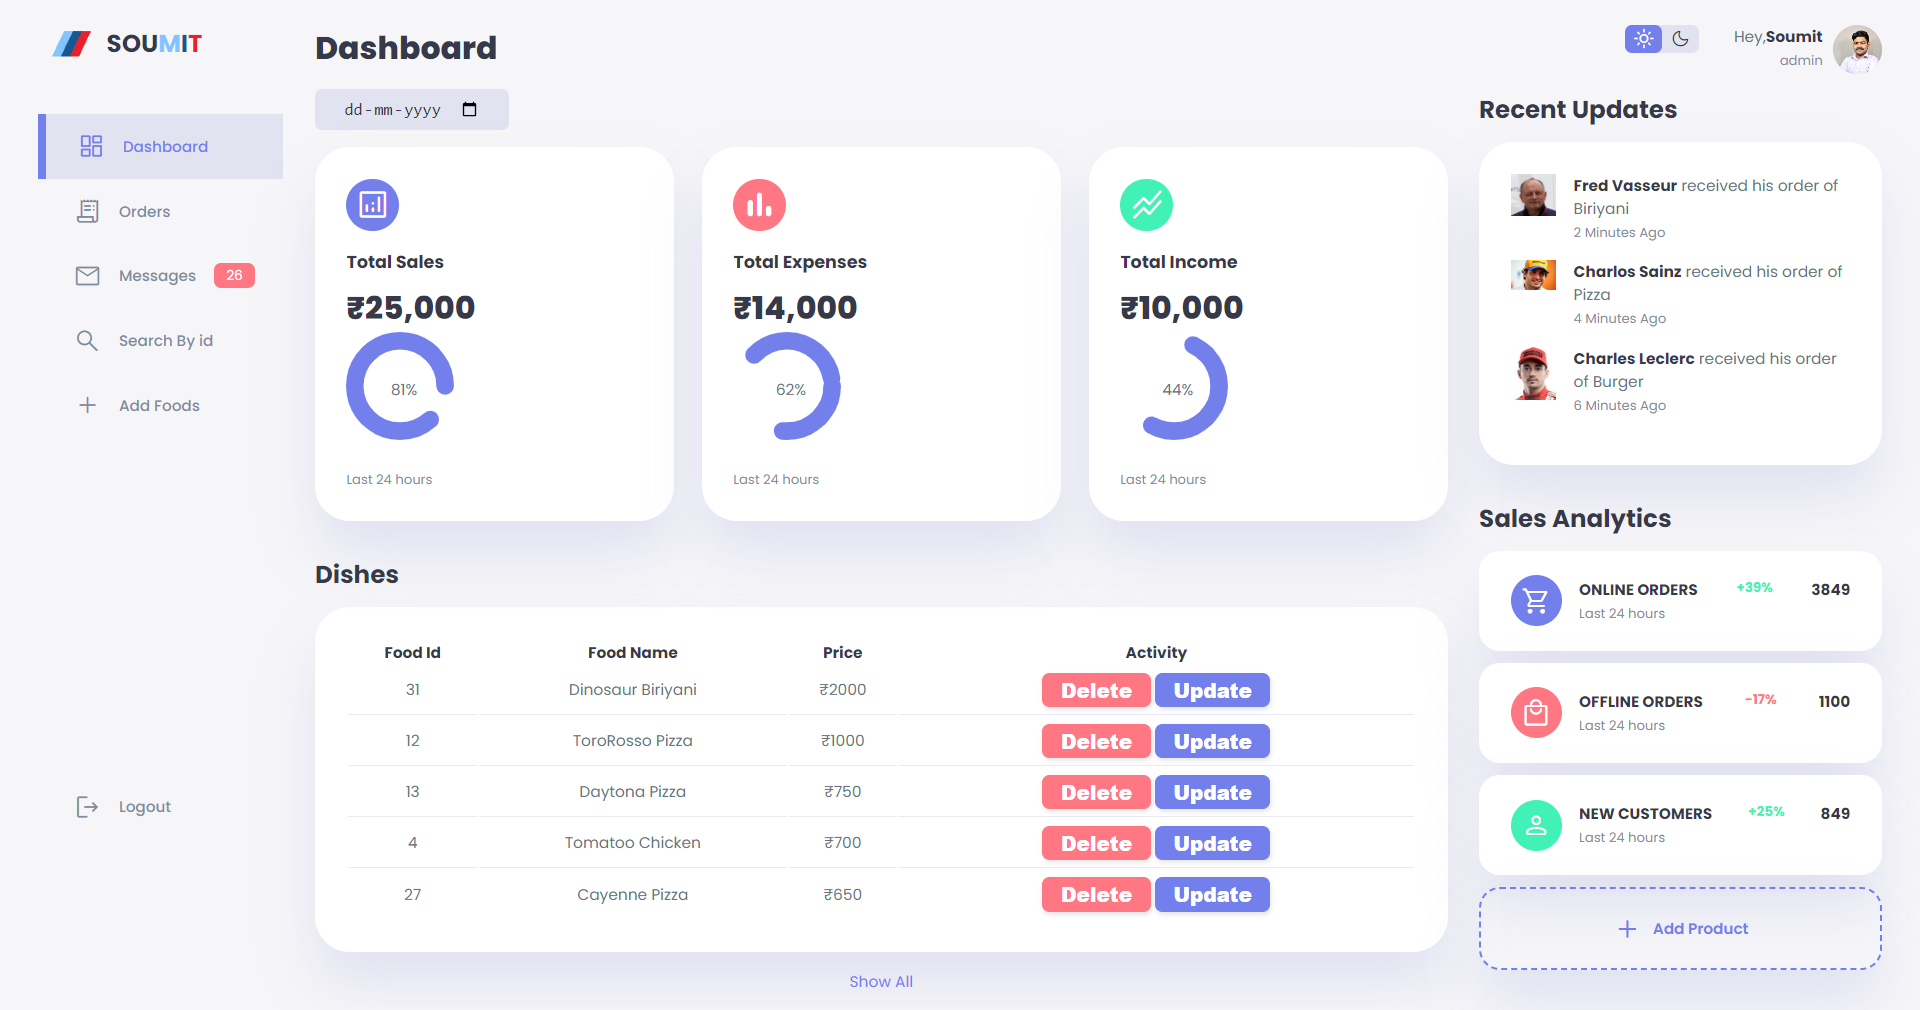 SOUMIT
Dashboard
Orders
Messages 26
Search By id
Add Foods
Logout
Dashboard
dd-mm-yyyy
Total Sales
₹25,000
81%
Last 24 hours
Total Expenses
₹14,000
62%
Last 24 hours
Total Income
₹10,000
44%
Last 24 hours
Dishes
Food Id Food Name Price Activity
31 Dinosaur Biriyani ₹2000 Delete Update
12 ToroRosso Pizza ₹1000 Delete Update
13 Daytona Pizza ₹750 Delete Update
4 Tomatoo Chicken ₹700 Delete Update
27 Cayenne Pizza ₹650 Delete Update
Show All
Hey,Soumit
admin
Recent Updates
Fred Vasseur received his order of
Biriyani
2 Minutes Ago
Charlos Sainz received his order of
Pizza
4 Minutes Ago
Charles Leclerc received his order
of Burger
6 Minutes Ago
Sales Analytics
ONLINE ORDERS +39% 3849
Last 24 hours
OFFLINE ORDERS -17% 1100
Last 24 hours
NEW CUSTOMERS +25% 849
Last 24 hours
Add Product